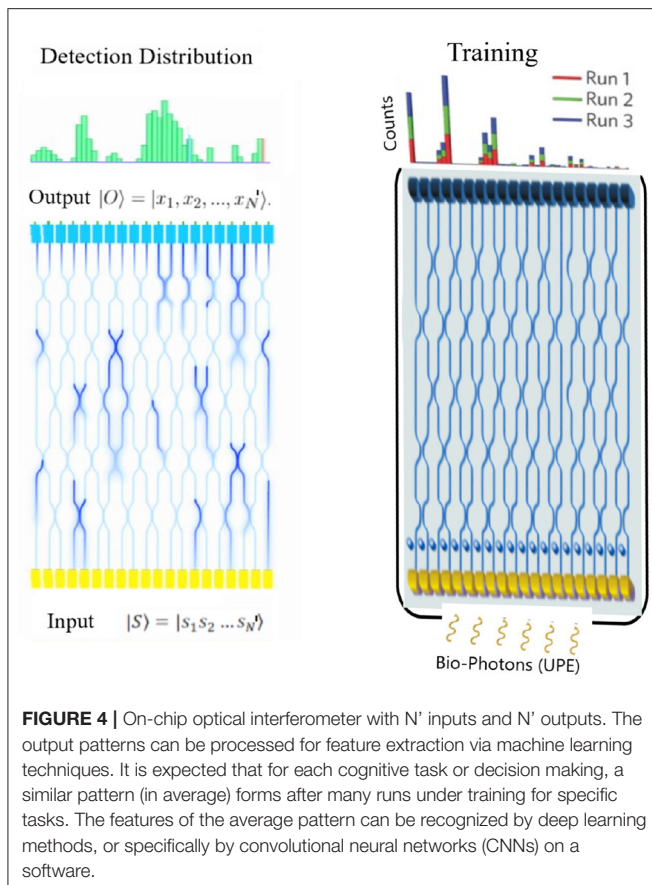 Detection Distribution
Training
Counts
Run 1
Run 2
Run 3
Output |O⟩ = |x₁, x₂, ..., x_N'⟩.
Input |S⟩ = |s₁s₂ ... s_N'⟩
Bio-Photons (UPE)
FIGURE 4 | On-chip optical interferometer with N’ inputs and N’ outputs. The
output patterns can be processed for feature extraction via machine learning
techniques. It is expected that for each cognitive task or decision making, a
similar pattern (in average) forms after many runs under training for specific
tasks. The features of the average pattern can be recognized by deep learning
methods, or specifically by convolutional neural networks (CNNs) on a
software.